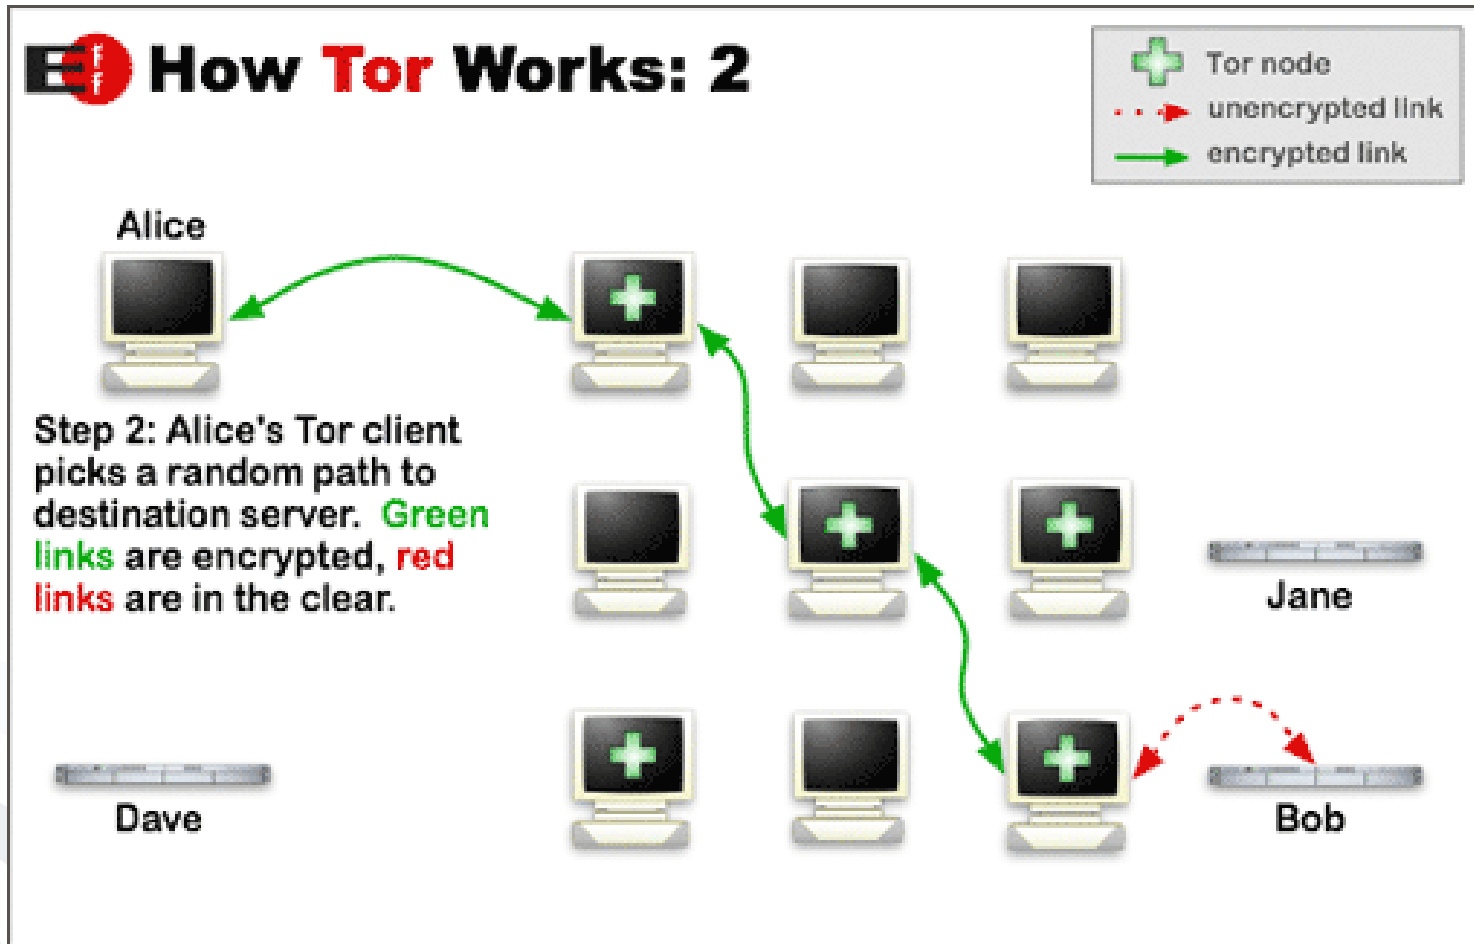 EFF How Tor Works: 2
Tor node
unencrypted link
encrypted link
Alice
Step 2: Alice's Tor client
picks a random path to
destination server. Green
links are encrypted, red
links are in the clear.
Jane
Dave
Bob